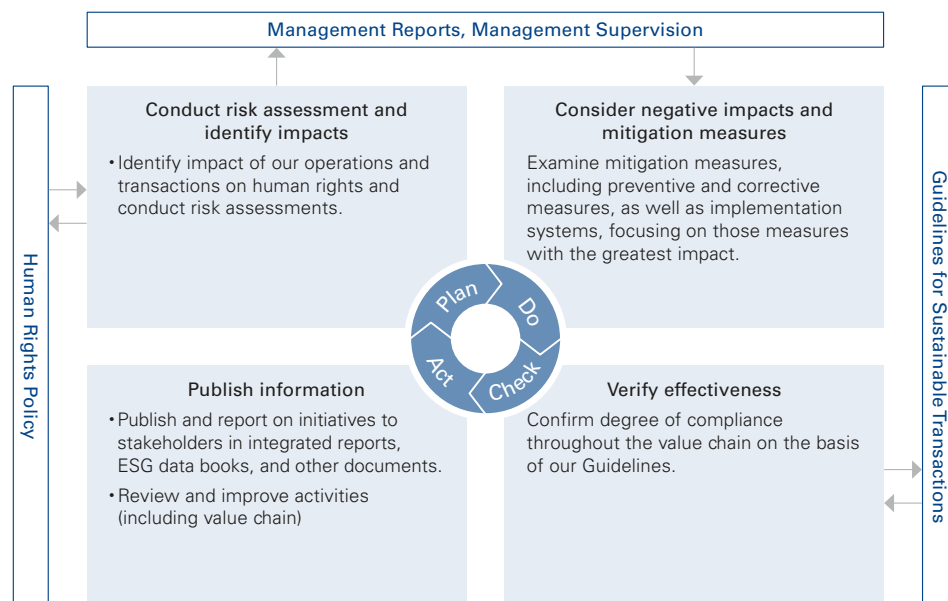 Management Reports, Management Supervision
Human Rights Policy
Conduct risk assessment and
identify impacts
• Identify impact of our operations and
transactions on human rights and
conduct risk assessments.
Consider negative impacts and
mitigation measures
Examine mitigation measures,
including preventive and corrective
measures, as well as implementation
systems, focusing on those measures
with the greatest impact.
Guidelines for Sustainable Transactions
Plan
Do
Check
Act
Publish information
• Publish and report on initiatives to
stakeholders in integrated reports,
ESG data books, and other documents.
• Review and improve activities
(including value chain)
Verify effectiveness
Confirm degree of compliance
throughout the value chain on the basis
of our Guidelines.